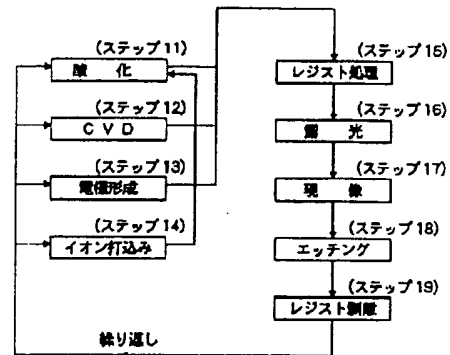 (ステップ11)
酸 化
(ステップ12)
C V D
(ステップ13)
電極形成
(ステップ14)
イオン打込み
(ステップ15)
レジスト処理
(ステップ16)
露 光
(ステップ17)
現 像
(ステップ18)
エッチング
(ステップ19)
レジスト剥離
繰り返し